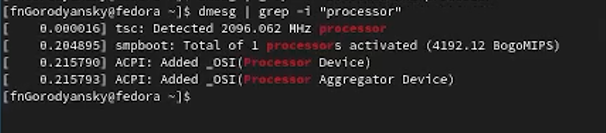 [fnGorodyansky@fedora ~]$ dmesg | grep -i "processor"
[    0.000016] tsc: Detected 2096.062 MHz processor
[    0.204895] smpboot: Total of 1 processors activated (4192.12 BogoMIPS)
[    0.215790] ACPI: Added _OSI(Processor Device)
[    0.215793] ACPI: Added _OSI(Processor Aggregator Device)
[fnGorodyansky@fedora ~]$